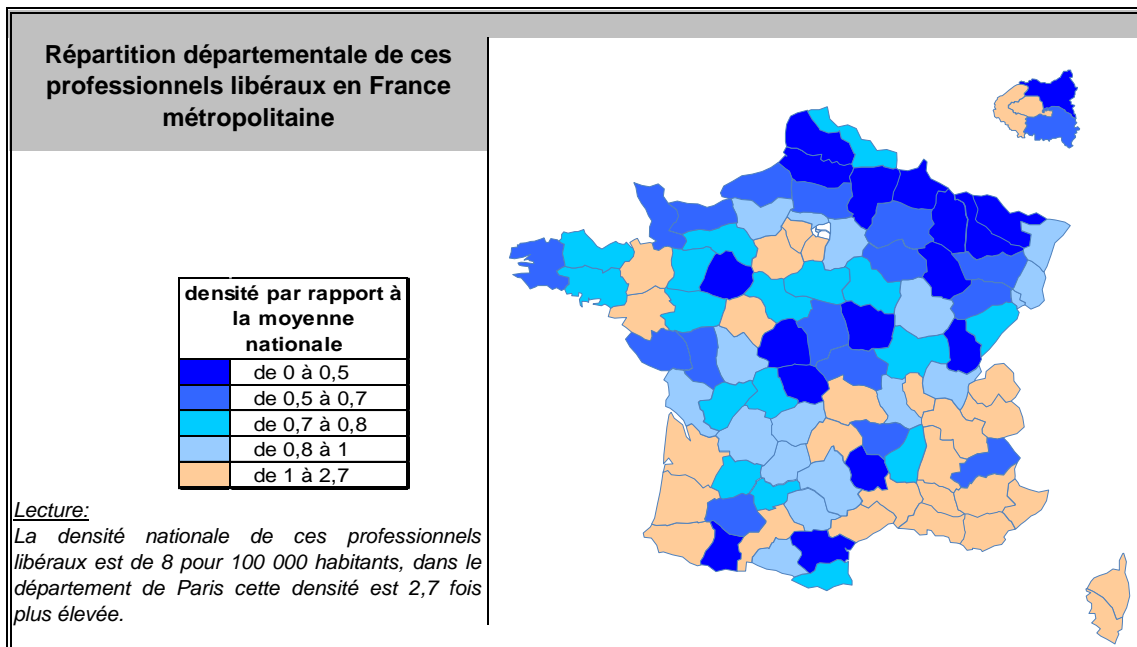 Répartition départementale de ces
professionnels libéraux en France
métropolitaine
densité par rapport à
la moyenne
nationale
de 0 à 0,5
de 0,5 à 0,7
de 0,7 à 0,8
de 0,8 à 1
de 1 à 2,7
Lecture:
La densité nationale de ces professionnels
libéraux est de 8 pour 100 000 habitants, dans le
département de Paris cette densité est 2,7 fois
plus élevée.